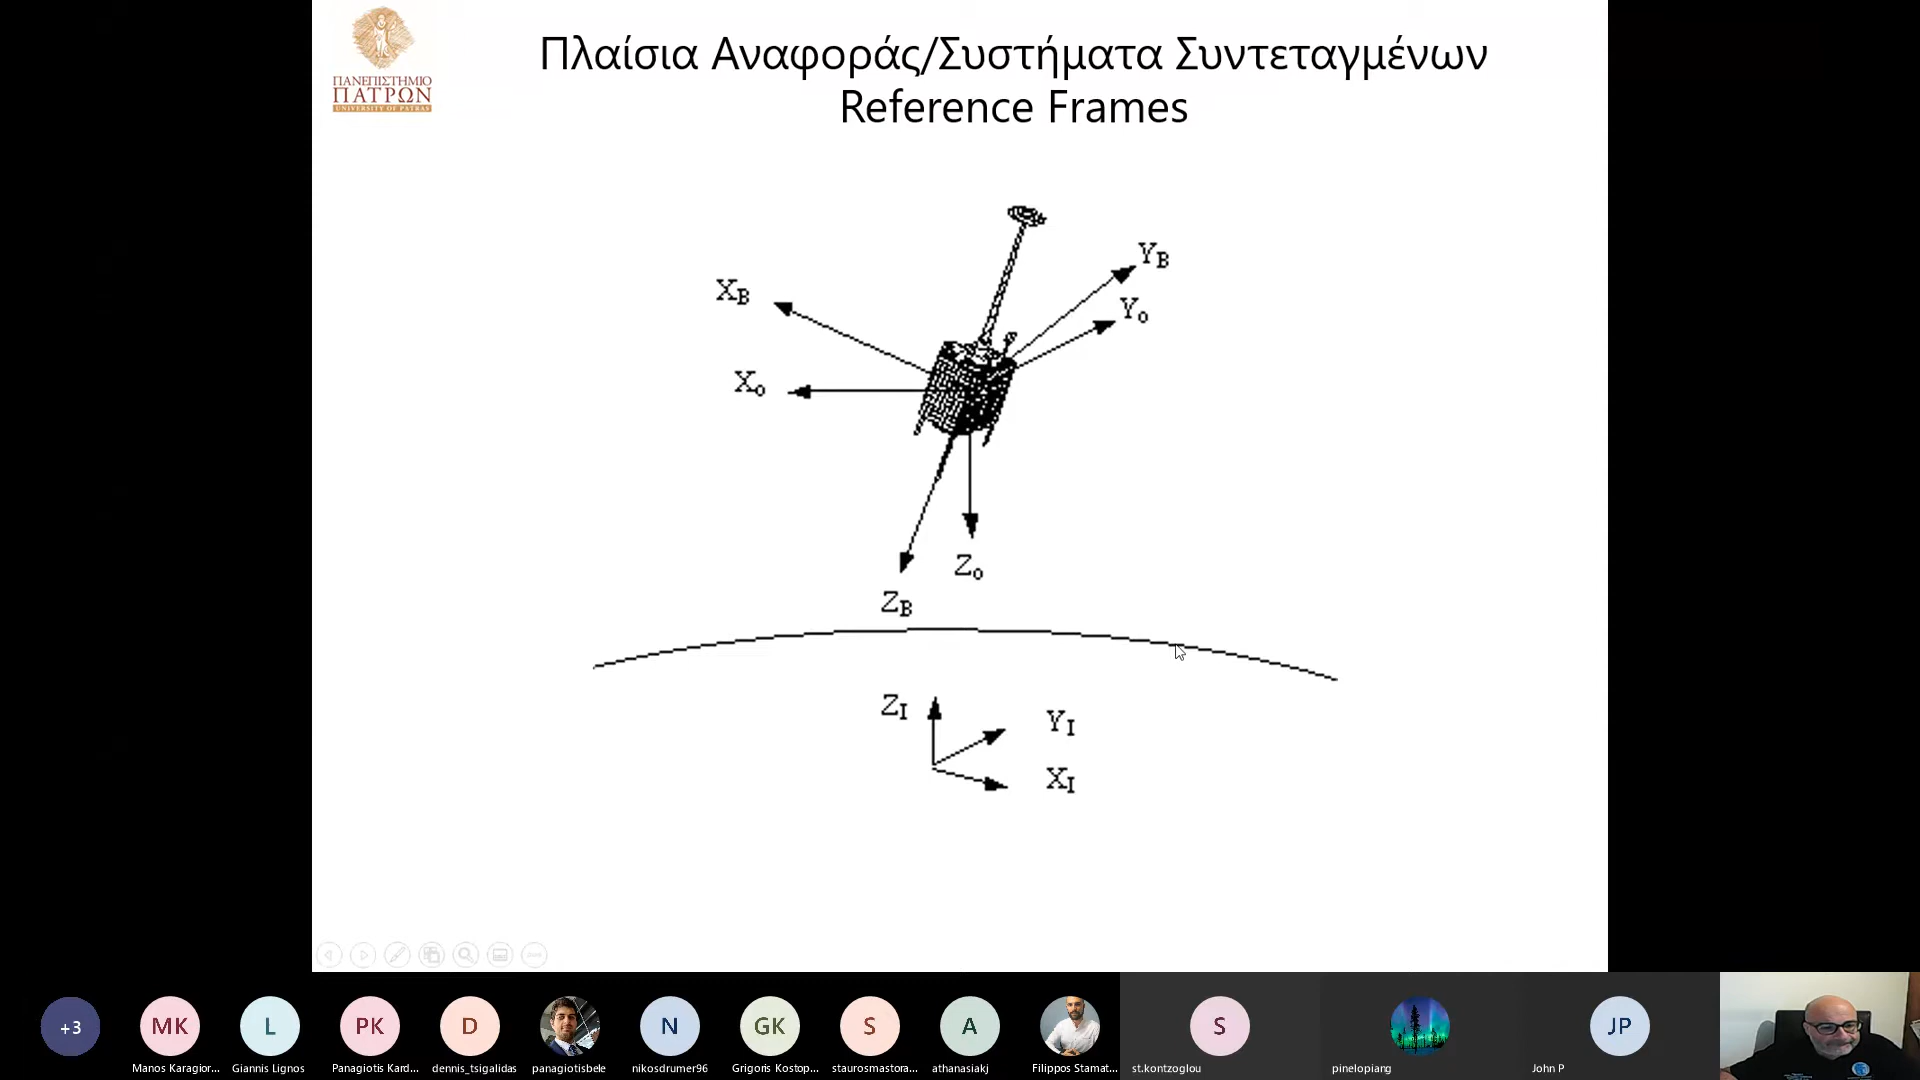 ΠΑΝΕΠΙΣΤΗΜΙΟ
ΠΑΤΡΩΝ
UNIVERSITY OF PATRAS
Πλαίσια Αναφοράς/Συστήματα Συντεταγμένων
Reference Frames
YB
XB
Yo
Xo
Zo
ZB
ZI
YI
XI
+3
MK
L
PK
D
N
GK
S
A
S
JP
Manos Karagior...
Giannis Lignos
Panagiotis Kard...
dennis_tsigalidas
panagiotisbele
nikosdrumer96
Grigoris Kostop...
staurosmastora...
athanasiakj
Filippos Stamat...
st.kontzoglou
pinelopiang
John P